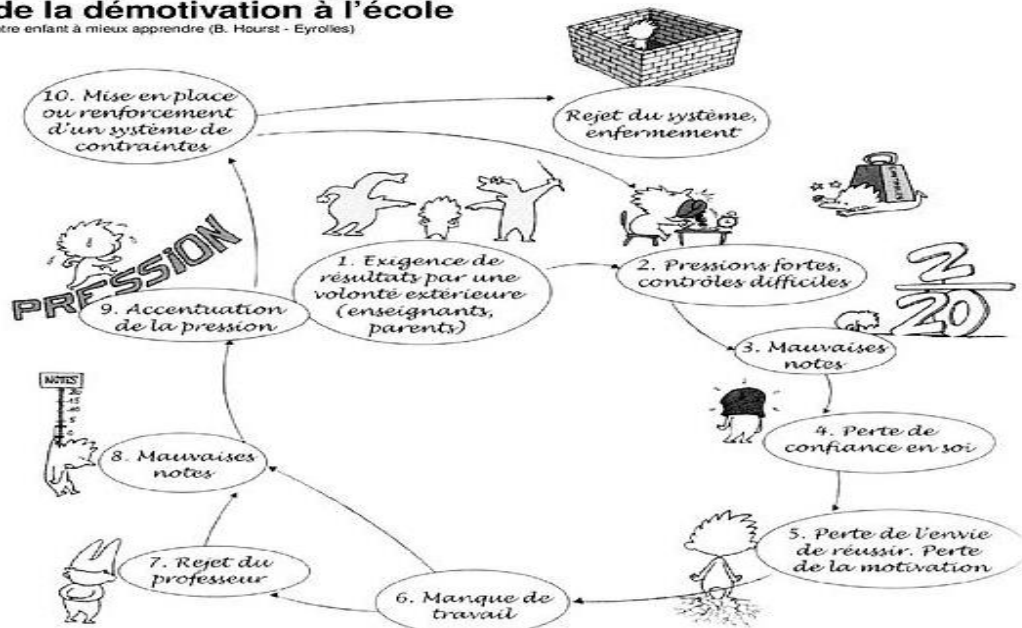 de la démotivation à l'école
tre enfant à mieux apprendre (B. Hourst - Eyrolles)
10. Mise en place
ou renforcement
d'un système de
contraintes
Rejet du système,
enfermement
1. Exigence de
résultats par une
volonté extérieure
(enseignants,
parents)
2. Pressions fortes,
contrôles difficiles
2
20
3. Mauvaises
notes
4. Perte de
confiance en soi
5. Perte de l'envie
de réussir. Perte
de la motivation
6. Manque de
travail
7. Rejet du
professeur
NOTES
8. Mauvaises
notes
PRESSION
9. Accentuation
de la pression